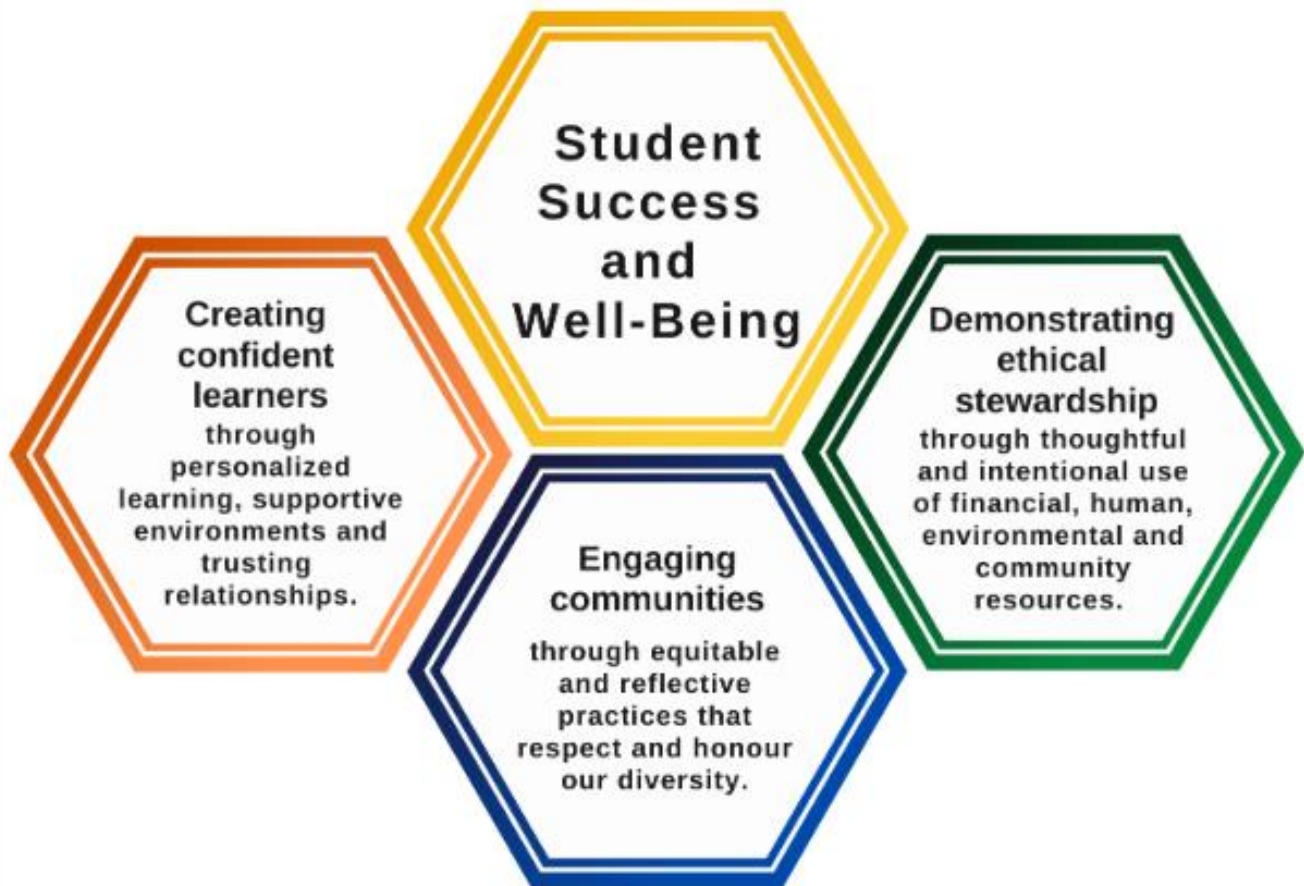 Student
Success
and
Well-Being
Creating
confident
learners
through
personalized
learning, supportive
environments and
trusting
relationships.
Engaging
communities
through equitable
and reflective
practices that
respect and honour
our diversity.
Demonstrating
ethical
stewardship
through thoughtful
and intentional use
of financial, human,
environmental and
community
resources.